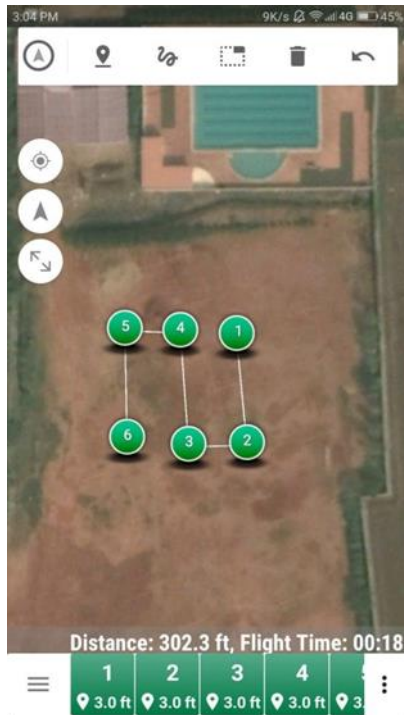 3:04 PM 9K/s 4G 45%
5 4 1
6 3 2
Distance: 302.3 ft, Flight Time: 00:18
1 2 3 4
3.0 ft 3.0 ft 3.0 ft 3.0 ft 3.